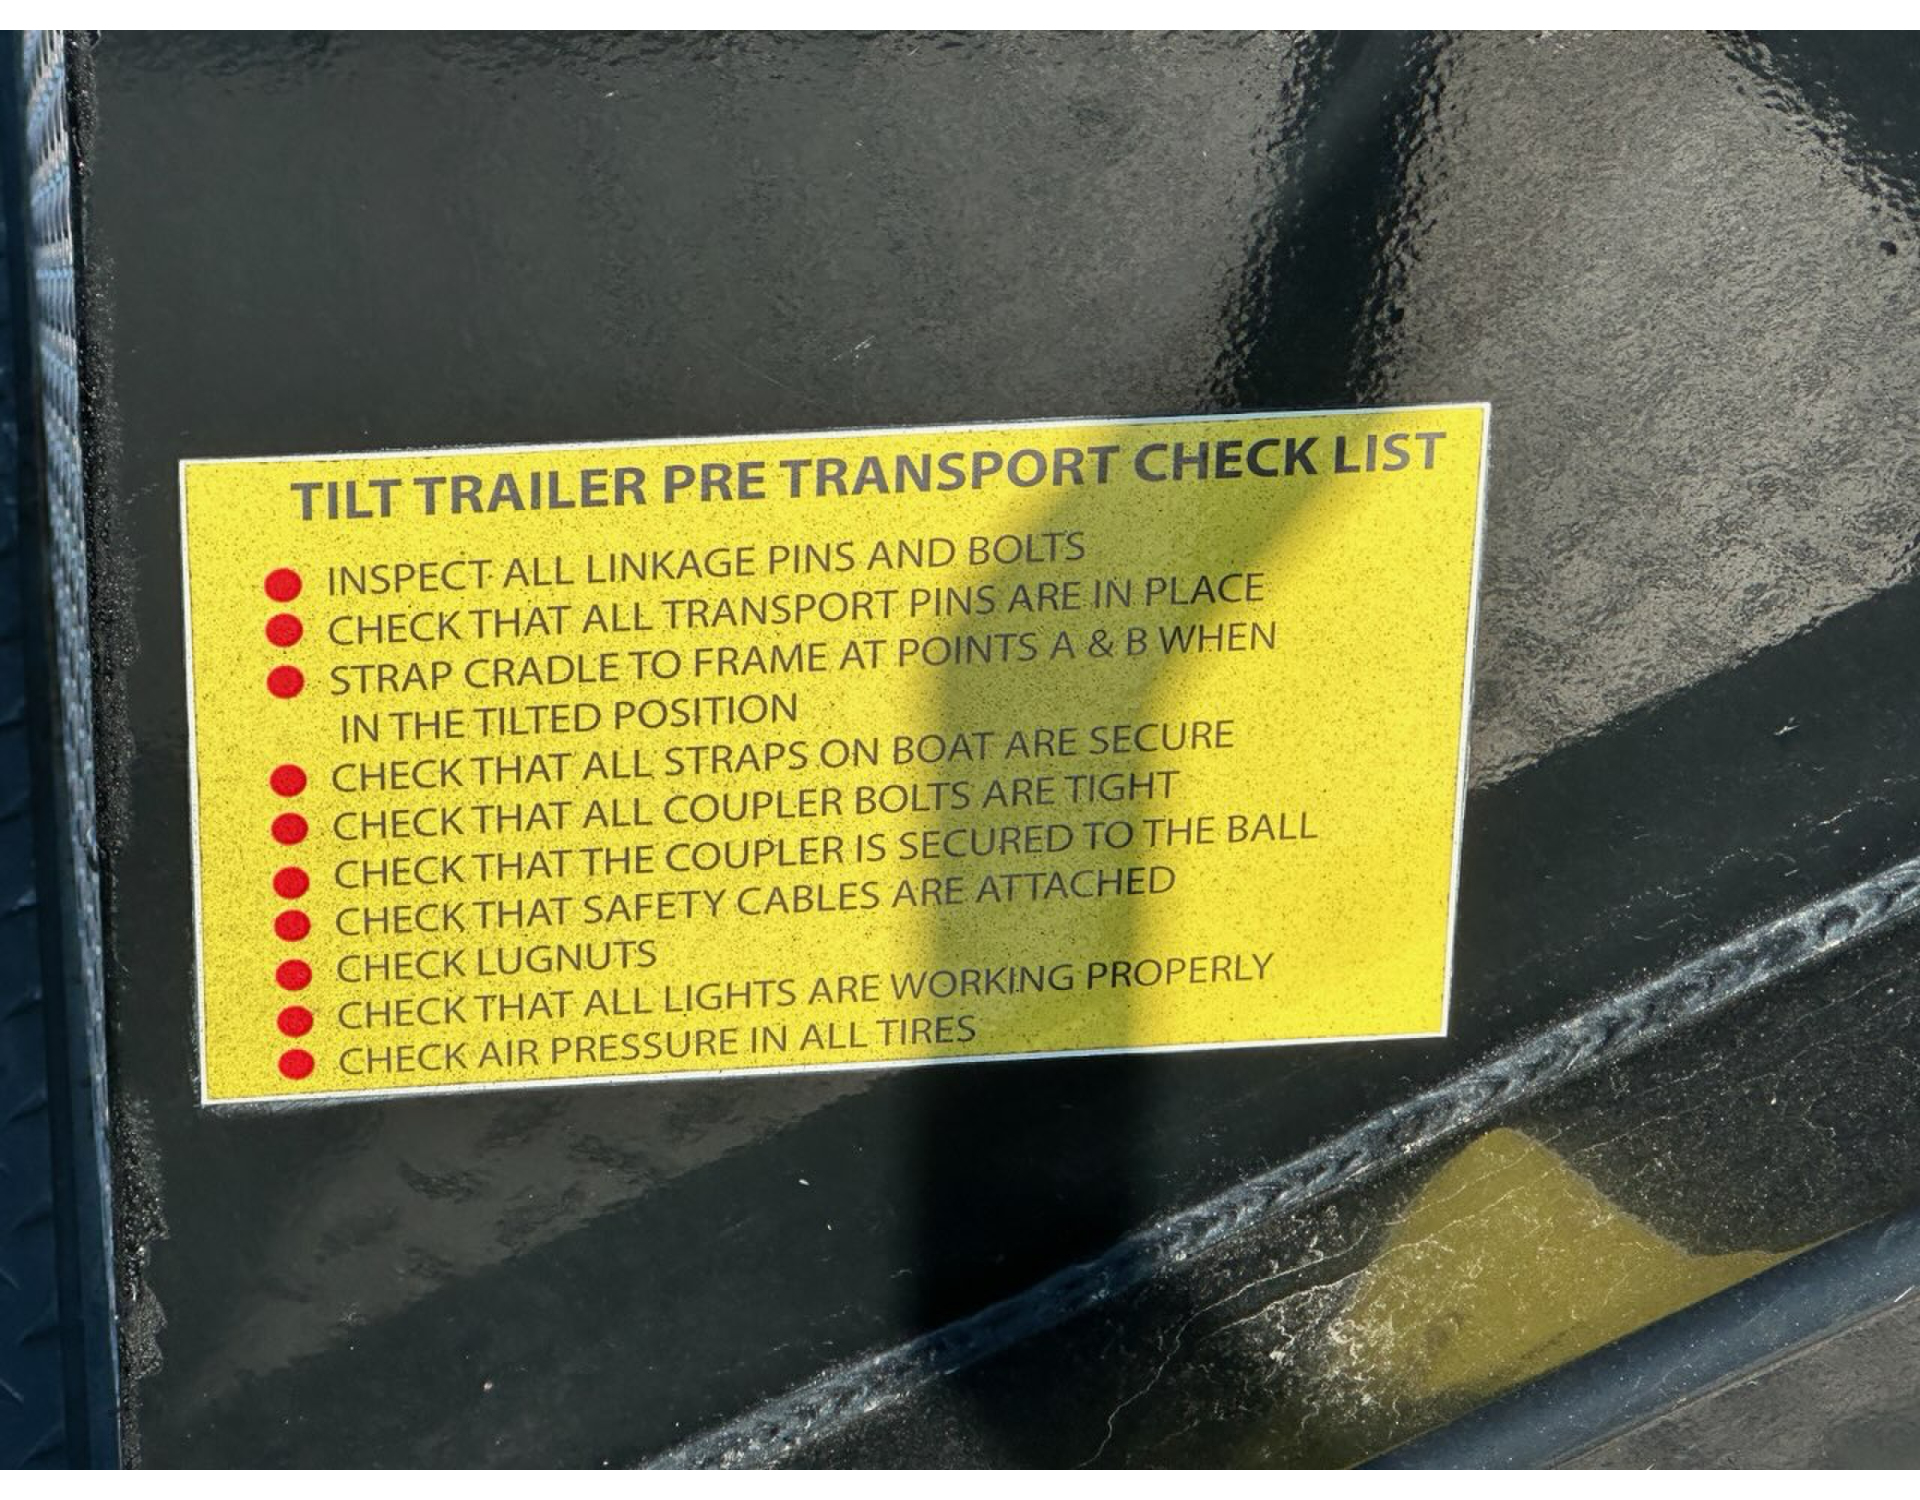 TILT TRAILER PRE TRANSPORT CHECK LIST
● INSPECT ALL LINKAGE PINS AND BOLTS
● CHECK THAT ALL TRANSPORT PINS ARE IN PLACE
● STRAP CRADLE TO FRAME AT POINTS A & B WHEN
IN THE TILTED POSITION
● CHECK THAT ALL STRAPS ON BOAT ARE SECURE
● CHECK THAT ALL COUPLER BOLTS ARE TIGHT
● CHECK THAT THE COUPLER IS SECURED TO THE BALL
● CHECK THAT SAFETY CABLES ARE ATTACHED
● CHECK LUGNUTS
● CHECK THAT ALL LIGHTS ARE WORKING PROPERLY
● CHECK AIR PRESSURE IN ALL TIRES